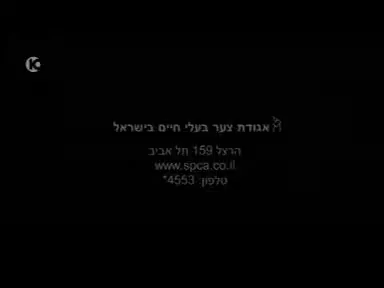 אגודת צער בעלי חיים בישראל
הרצל 159 תל אביב
www.spca.co.il
טלפון: 4553*